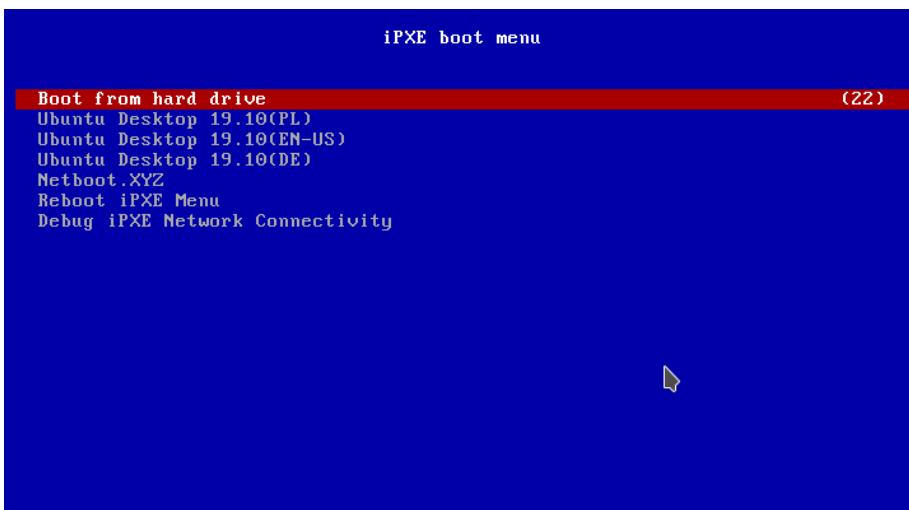 iPXE boot menu
Boot from hard drive (22)
Ubuntu Desktop 19.10(PL)
Ubuntu Desktop 19.10(EN-US)
Ubuntu Desktop 19.10(DE)
Netboot.XYZ
Reboot iPXE Menu
Debug iPXE Network Connectivity